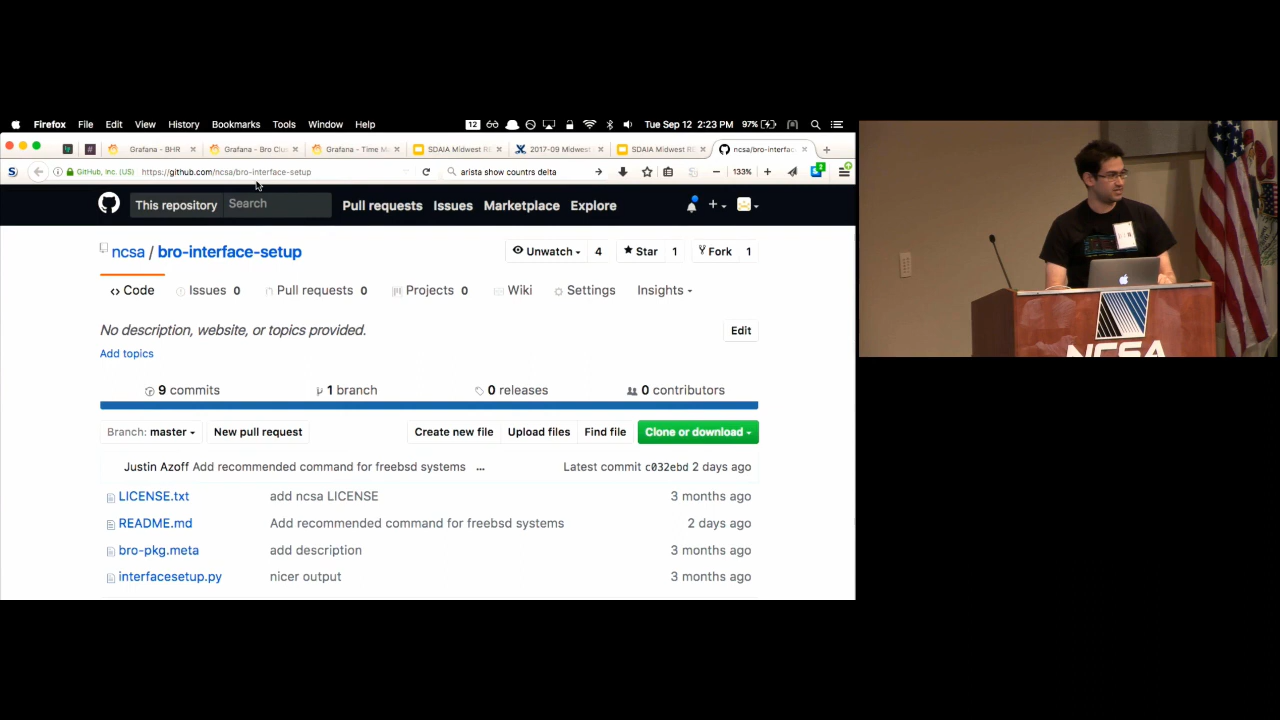 Firefox File Edit View History Bookmarks Tools Window Help 12 Tue Sep 12 2:23 PM 97%
Grafana - BHR Grafana - Bro Clu Grafana - Time M SDAIA Midwest RE 2017-09 Midwest SDAIA Midwest RE ncsa/bro-interfac
GitHub, Inc. (US) https://github.com/ncsa/bro-interface-setup arista show countrs delta 133%
This repository Search Pull requests Issues Marketplace Explore
ncsa / bro-interface-setup Unwatch 4 Star 1 Fork 1
Code Issues 0 Pull requests 0 Projects 0 Wiki Settings Insights
No description, website, or topics provided. Edit
Add topics
9 commits 1 branch 0 releases 0 contributors
Branch: master New pull request Create new file Upload files Find file Clone or download
Justin Azoff Add recommended command for freebsd systems ... Latest commit c032ebd 2 days ago
LICENSE.txt add ncsa LICENSE 3 months ago
README.md Add recommended command for freebsd systems 2 days ago
bro-pkg.meta add description 3 months ago
interfacesetup.py nicer output 3 months ago
NCSA